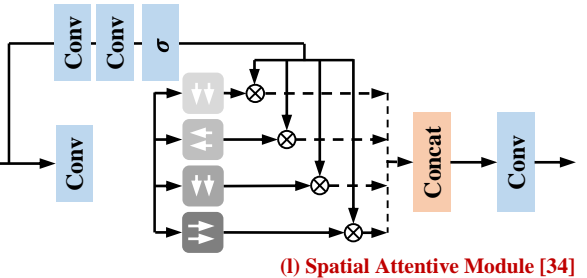 Conv
Conv
σ
Conv
Concat
Conv
(l) Spatial Attentive Module [34]